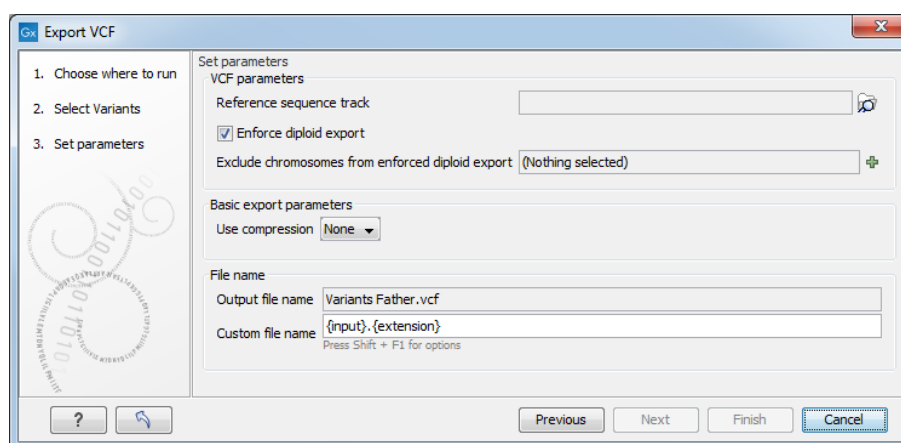 Gx Export VCF
1. Choose where to run
2. Select Variants
3. Set parameters
Set parameters
VCF parameters
Reference sequence track
Enforce diploid export
Exclude chromosomes from enforced diploid export (Nothing selected)
Basic export parameters
Use compression None
File name
Output file name Variants Father.vcf
Custom file name {input}.{extension}
Press Shift + F1 for options
? Previous Next Finish Cancel